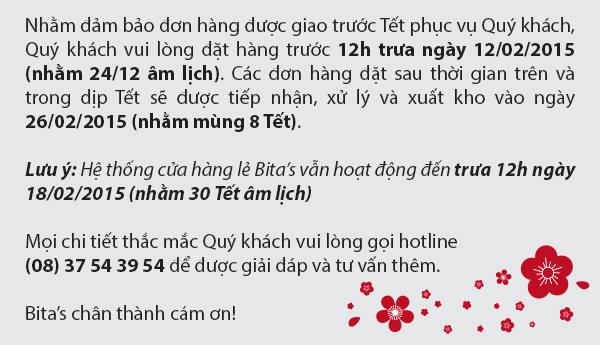 Nhằm đảm bảo đơn hàng được giao trước Tết phục vụ Quý khách,
Quý khách vui lòng đặt hàng trước 12h trưa ngày 12/02/2015
(nhằm 24/12 âm lịch). Các đơn hàng đặt sau thời gian trên và
trong dịp Tết sẽ được tiếp nhận, xử lý và xuất kho vào ngày
26/02/2015 (nhằm mùng 8 Tết).
Lưu ý: Hệ thống cửa hàng lẻ Bita's vẫn hoạt động đến trưa 12h ngày
18/02/2015 (nhằm 30 Tết âm lịch)
Mọi chi tiết thắc mắc Quý khách vui lòng gọi hotline
(08) 37 54 39 54 để được giải đáp và tư vấn thêm.
Bita's chân thành cám ơn!